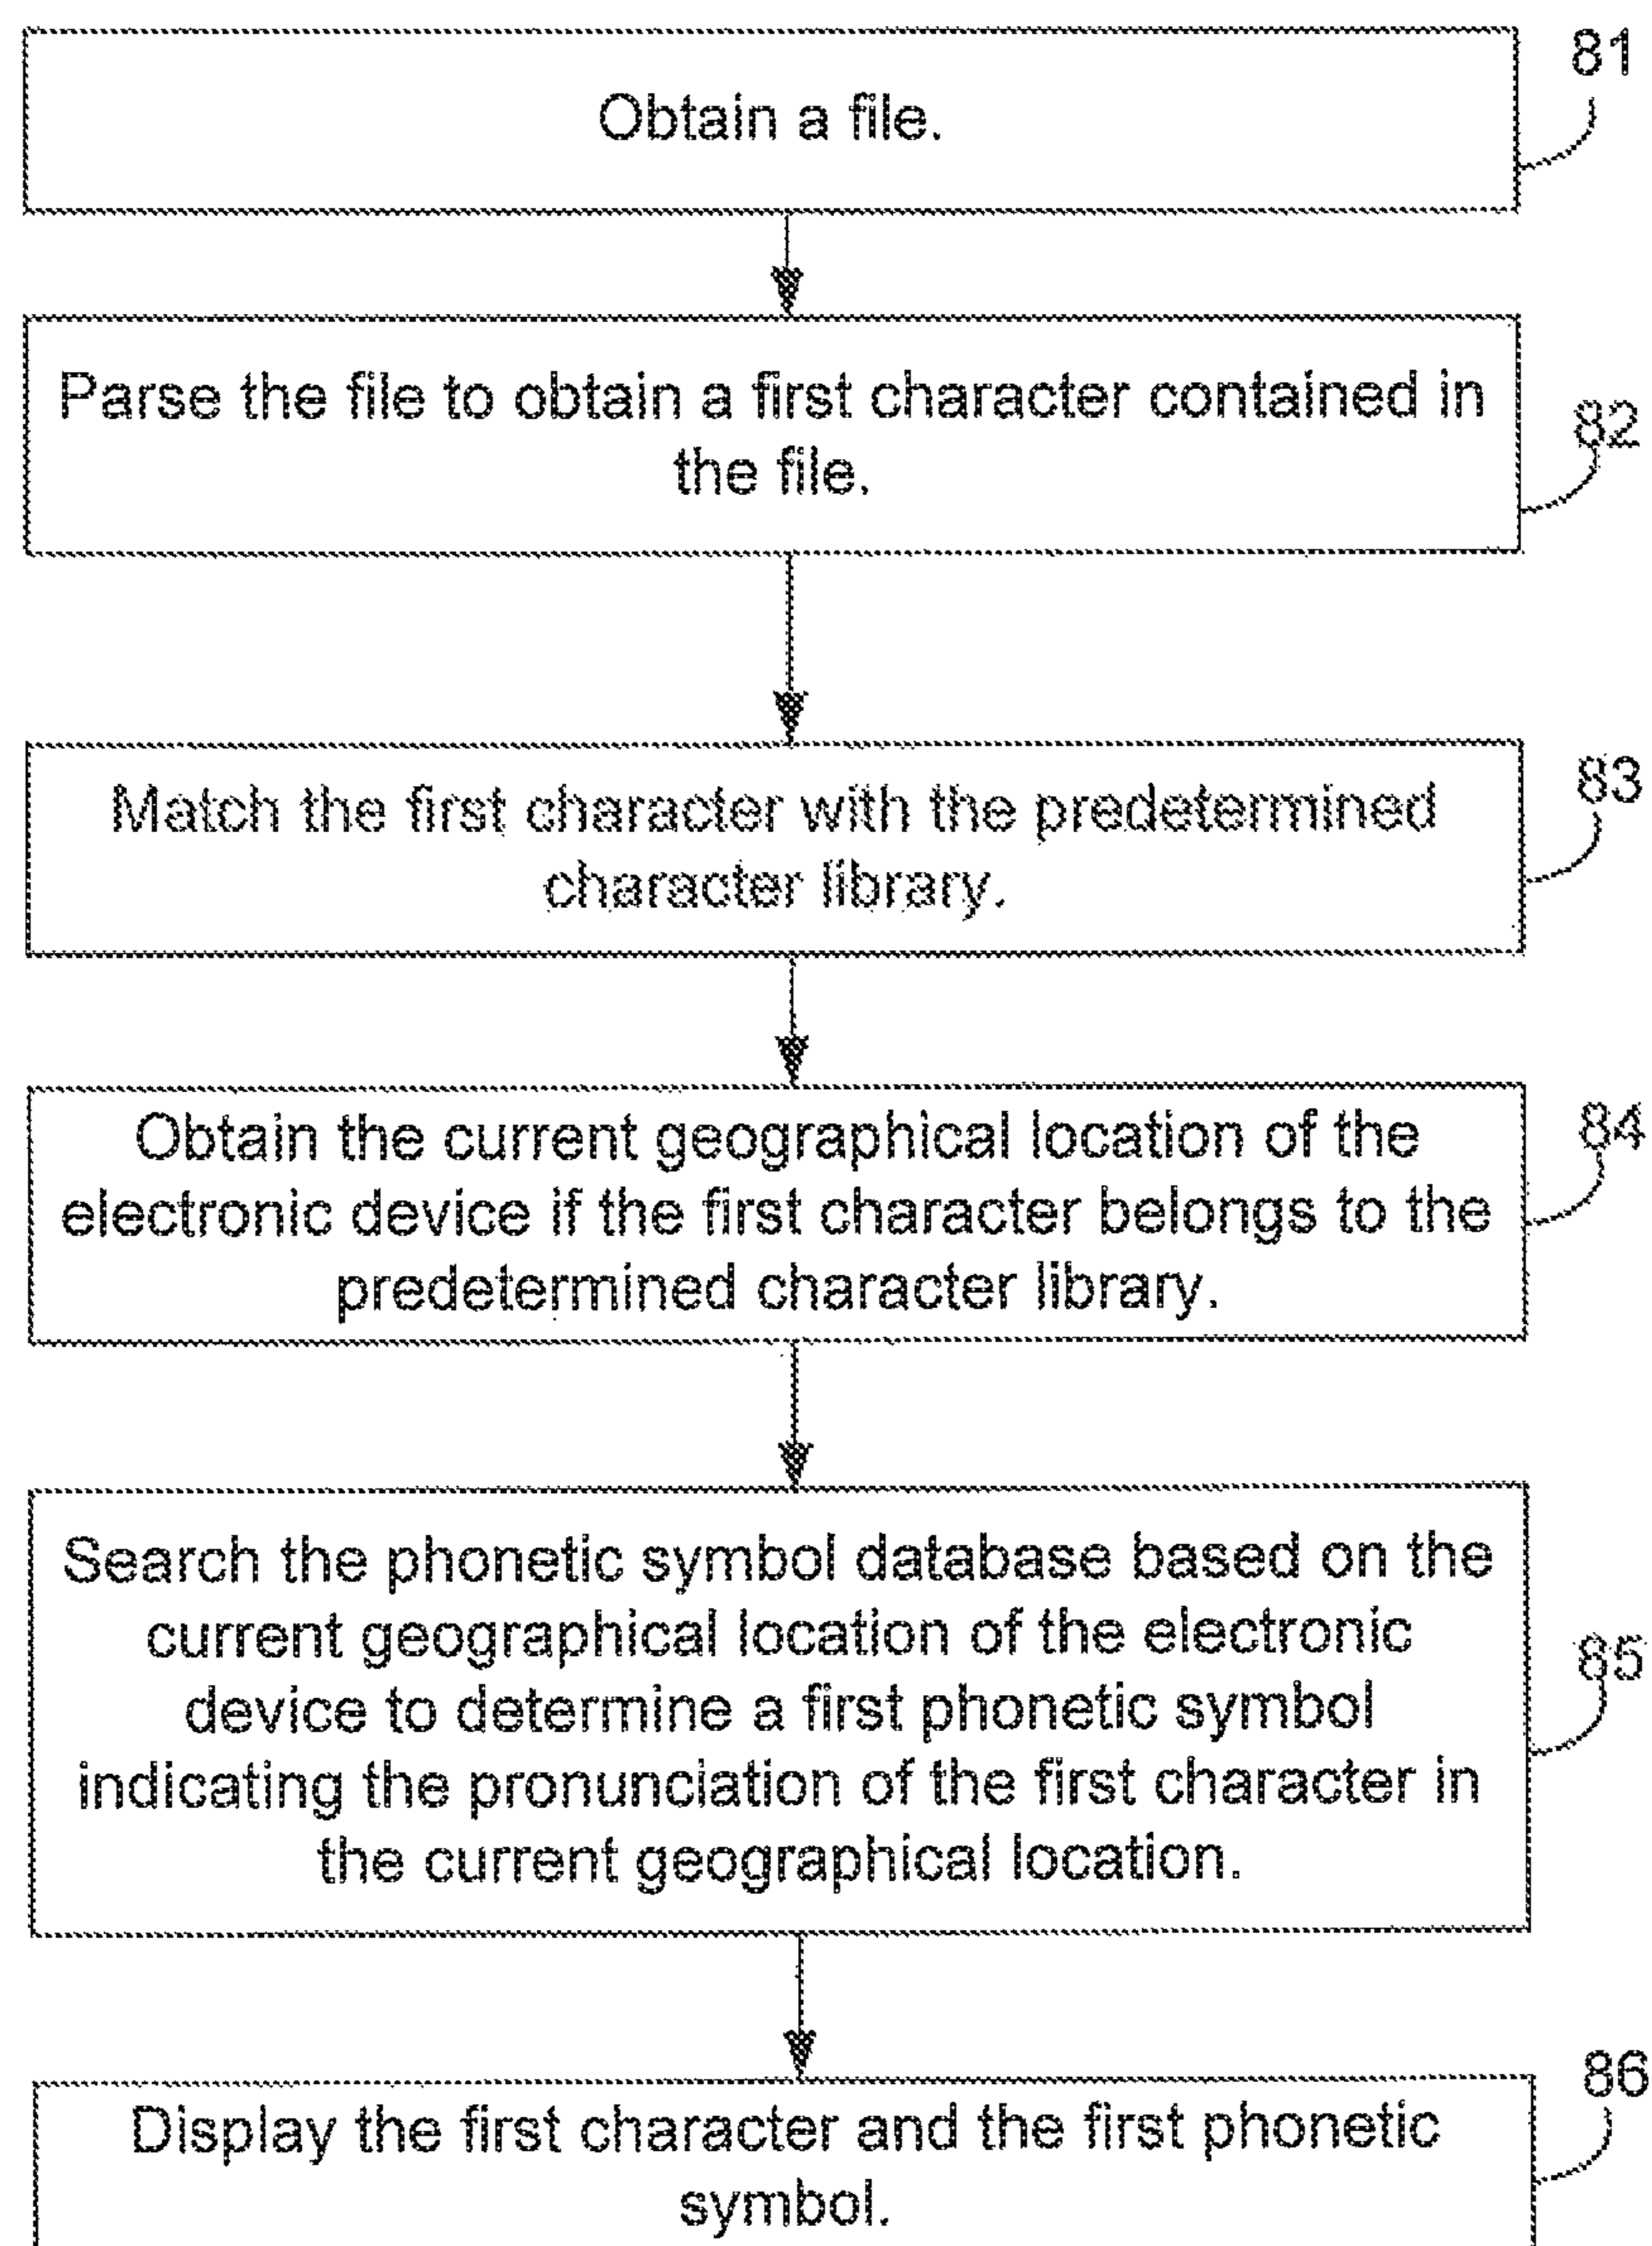 81
Obtain a file.
Parse the file to obtain a first character contained in
the file.
82
Match the first character with the predetermined
character library.
83
Obtain the current geographical location of the
electronic device if the first character belongs to the
predetermined character library.
84
Search the phonetic symbol database based on the
current geographical location of the electronic
device to determine a first phonetic symbol
indicating the pronunciation of the first character in
the current geographical location.
85
Display the first character and the first phonetic
symbol.
86